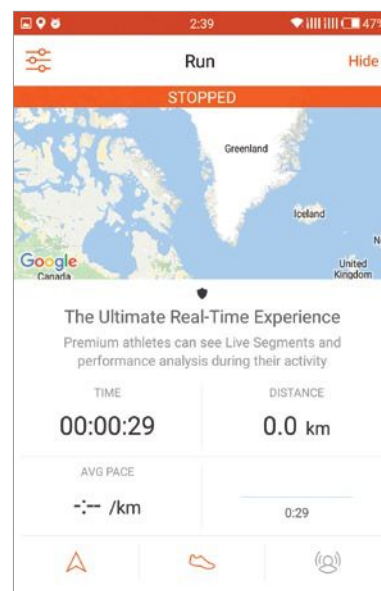 2:39
47%
Run
Hide
STOPPED
Greenland
Iceland
Google
Canada
United
Kingdom
The Ultimate Real-Time Experience
Premium athletes can see Live Segments and
performance analysis during their activity
TIME
DISTANCE
00:00:29
0.0 km
AVG PACE
-:-- /km
0:29